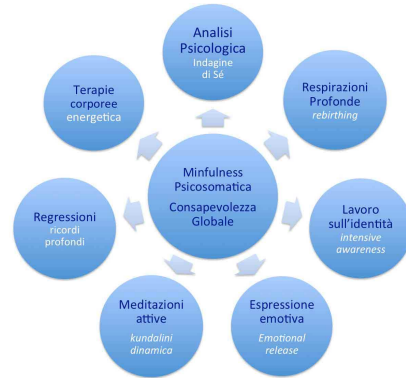 Analisi
Psicologica
Indagine
di Sé
Respirazioni
Profonde
rebirthing
Lavoro
sull'identità
intensive
awareness
Espressione
emotiva
Emotional
release
Meditazioni
attive
kundalini
dinamica
Regressioni
ricordi
profondi
Terapie
corporee
energetica
Minfulness
Psicosomatica
Consapevolezza
Globale